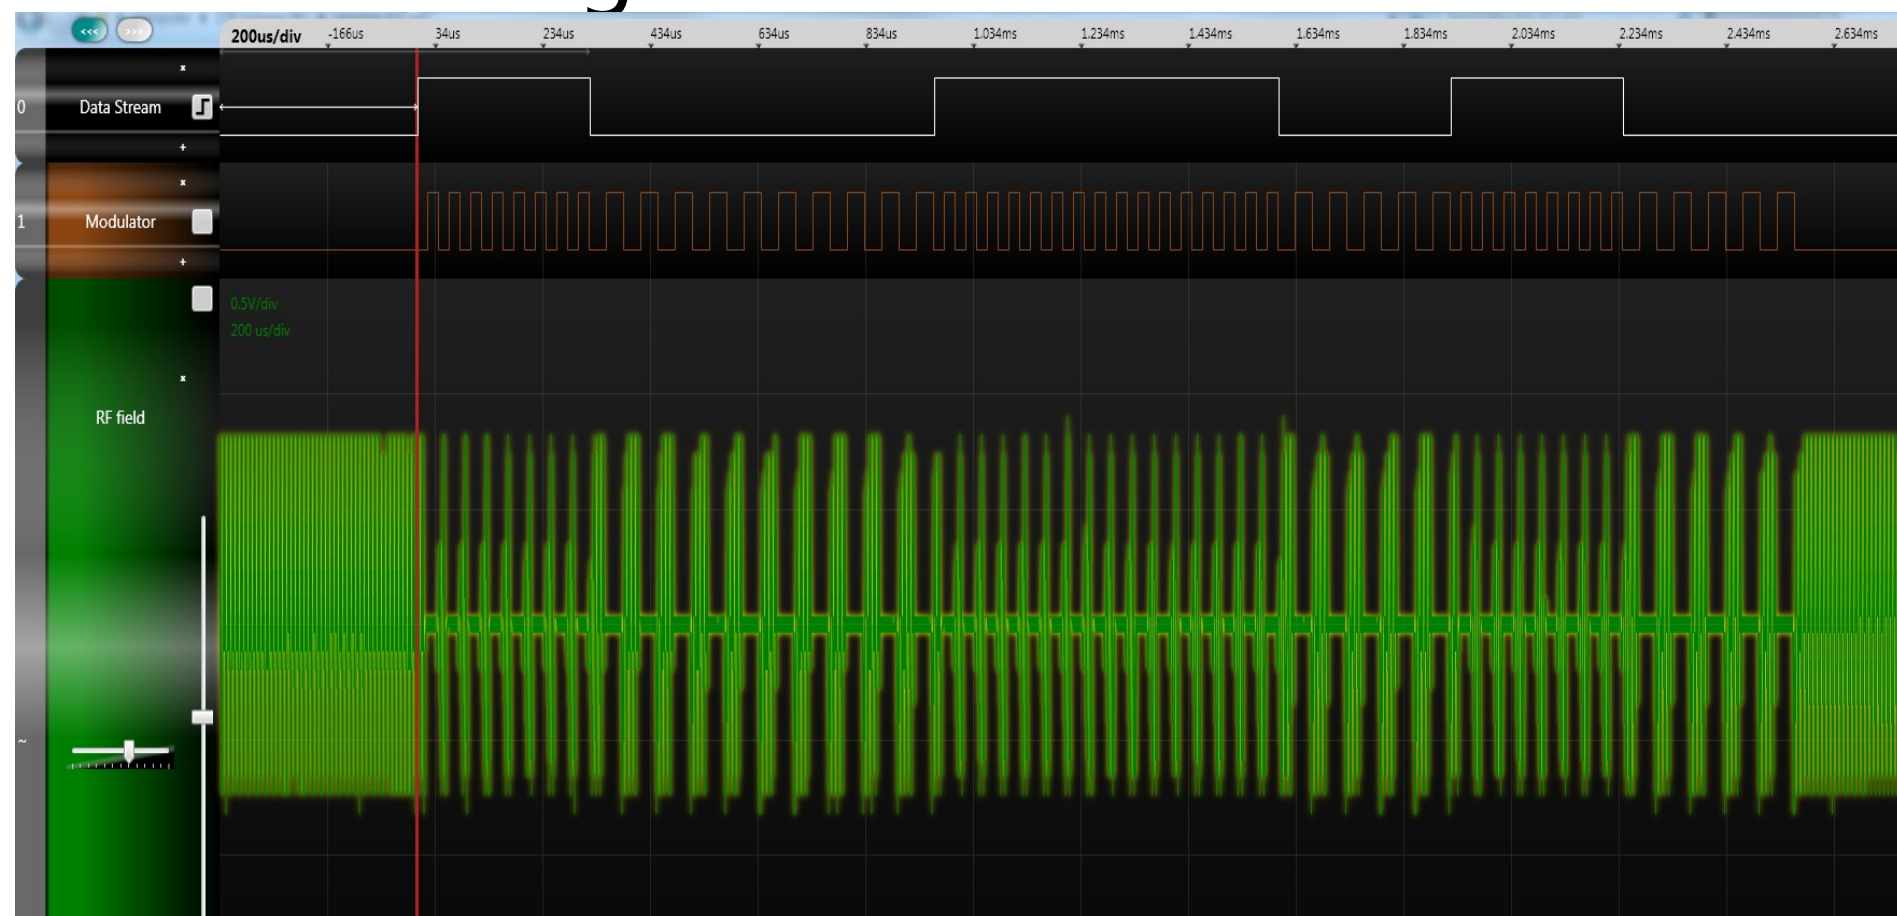 <<< >>> 200us/div -166us 34us 234us 434us 634us 834us 1.034ms 1.234ms 1.434ms 1.634ms 1.834ms 2.034ms 2.234ms 2.434ms 2.634ms
x
0 Data Stream
+
x
1 Modulator
+
0.5V/div
200 us/div
x
RF field
~